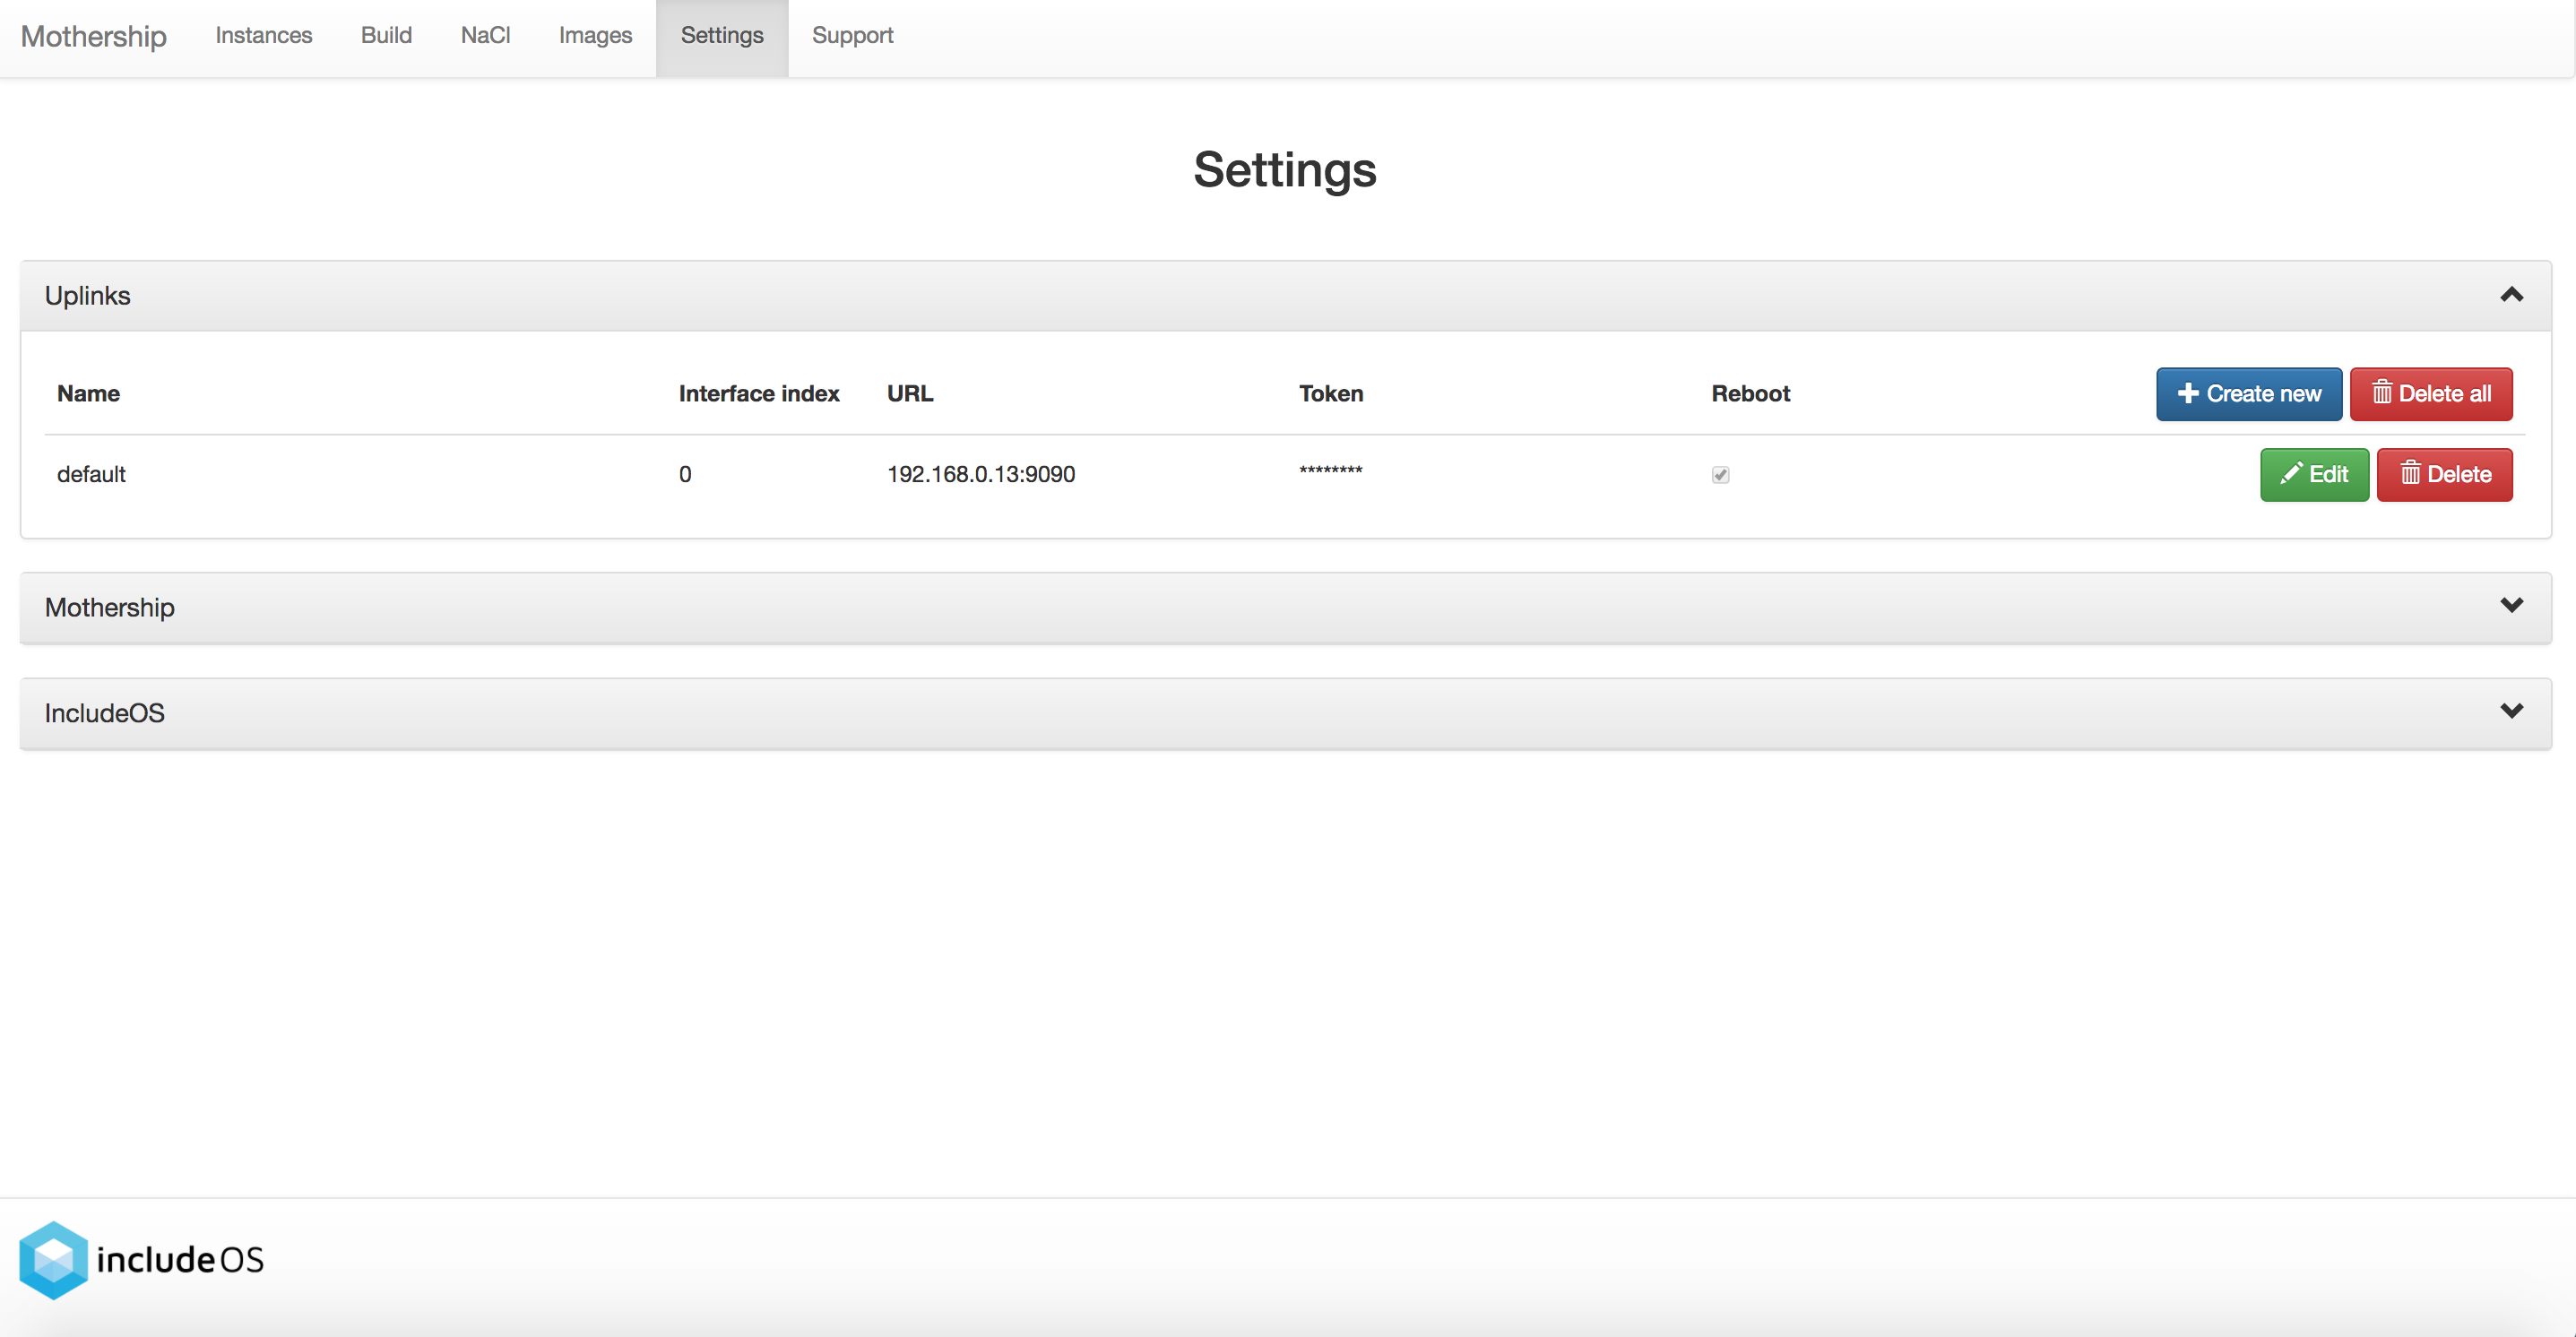 Mothership Instances Build NaCl Images Settings Support
Settings
Uplinks
Name Interface index URL Token Reboot Create new Delete all
default 0 192.168.0.13:9090 ******** Edit Delete
Mothership
IncludeOS
includeOS